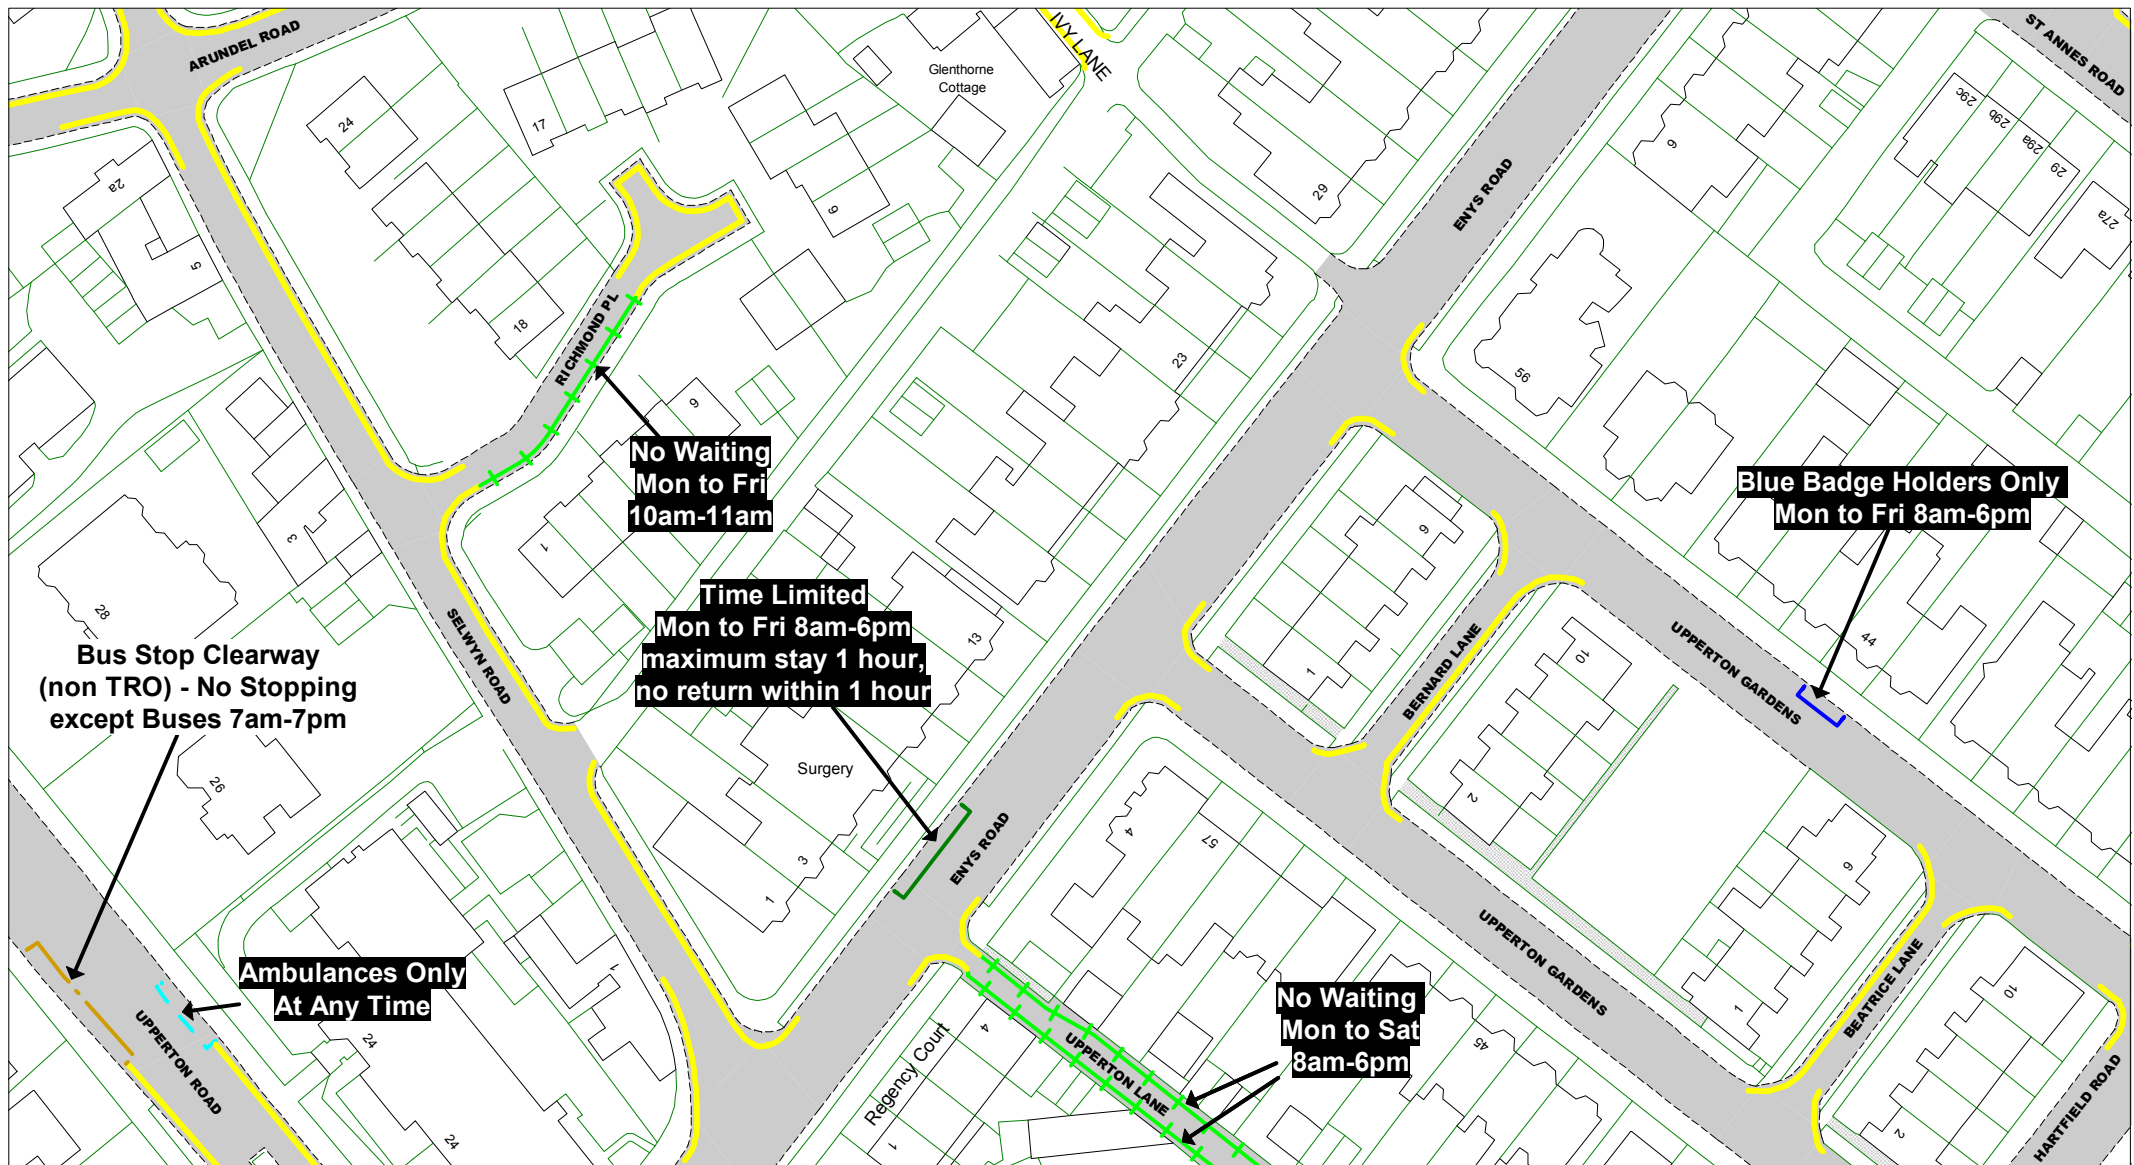 ARUNDEL ROAD
IVY LANE
ST ANNES ROAD
Glenthorne
Cottage
24
17
2a
5
6
29
29c
29b
29a
29
27a
9
ENYS ROAD
18
RICHMOND PL
23
56
9
No Waiting
Mon to Fri
10am-11am
Blue Badge Holders Only
Mon to Fri 8am-6pm
3
1
28
6
Time Limited
Mon to Fri 8am-6pm
maximum stay 1 hour,
no return within 1 hour
13
SELWYN ROAD
Bus Stop Clearway
(non TRO) - No Stopping
except Buses 7am-7pm
1
10
BERNARD LANE
44
UPPERTON GARDENS
26
Surgery
2
4
57
3
1
ENYS ROAD
9
UPPERTON GARDENS
Ambulances Only
At Any Time
1
UPPERTON ROAD
24
24
Regency Court
4
1
UPPERTON LANE
No Waiting
Mon to Sat
8am-6pm
45
1
BEATRICE LANE
10
2
HARTFIELD ROAD